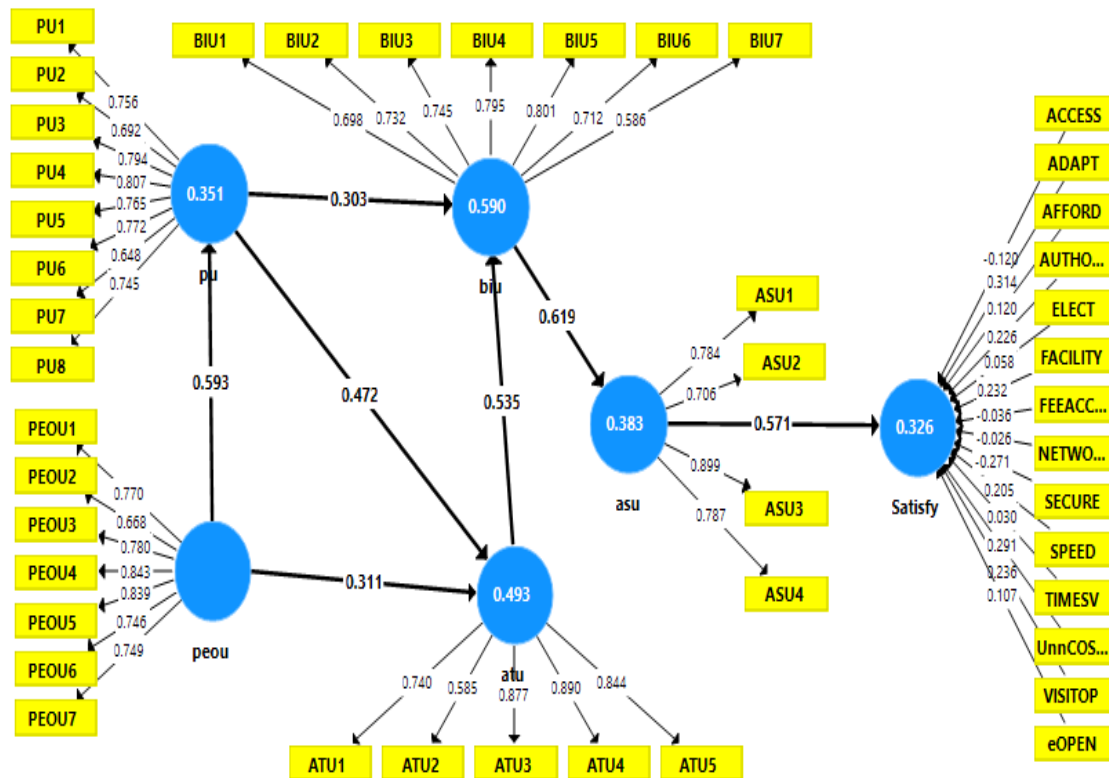 PU1
PU2
PU3
PU4
PU5
PU6
PU7
PU8
0.756
0.692
0.794
0.807
0.765
0.772
0.648
0.745
0.351
pu
BIU1
BIU2
BIU3
BIU4
BIU5
BIU6
BIU7
0.698
0.732
0.745
0.795
0.801
0.712
0.586
0.590
biu
0.303
0.593
0.472
0.535
0.619
PEOU1
PEOU2
PEOU3
PEOU4
PEOU5
PEOU6
PEOU7
0.770
0.668
0.780
0.843
0.839
0.746
0.749
peou
0.311
0.493
atu
0.740
0.585
0.877
0.890
0.844
ATU1
ATU2
ATU3
ATU4
ATU5
0.383
asu
0.784
0.706
0.899
0.787
ASU1
ASU2
ASU3
ASU4
0.571
0.326
Satisfy
-0.120
0.314
0.120
0.226
0.058
0.232
-0.036
-0.026
-0.271
0.205
0.030
0.291
0.236
0.107
ACCESS
ADAPT
AFFORD
AUTHO...
ELECT
FACILITY
FEEACC...
NETWO...
SECURE
SPEED
TIMESV
UnnCOS...
VISITOP
eOPEN